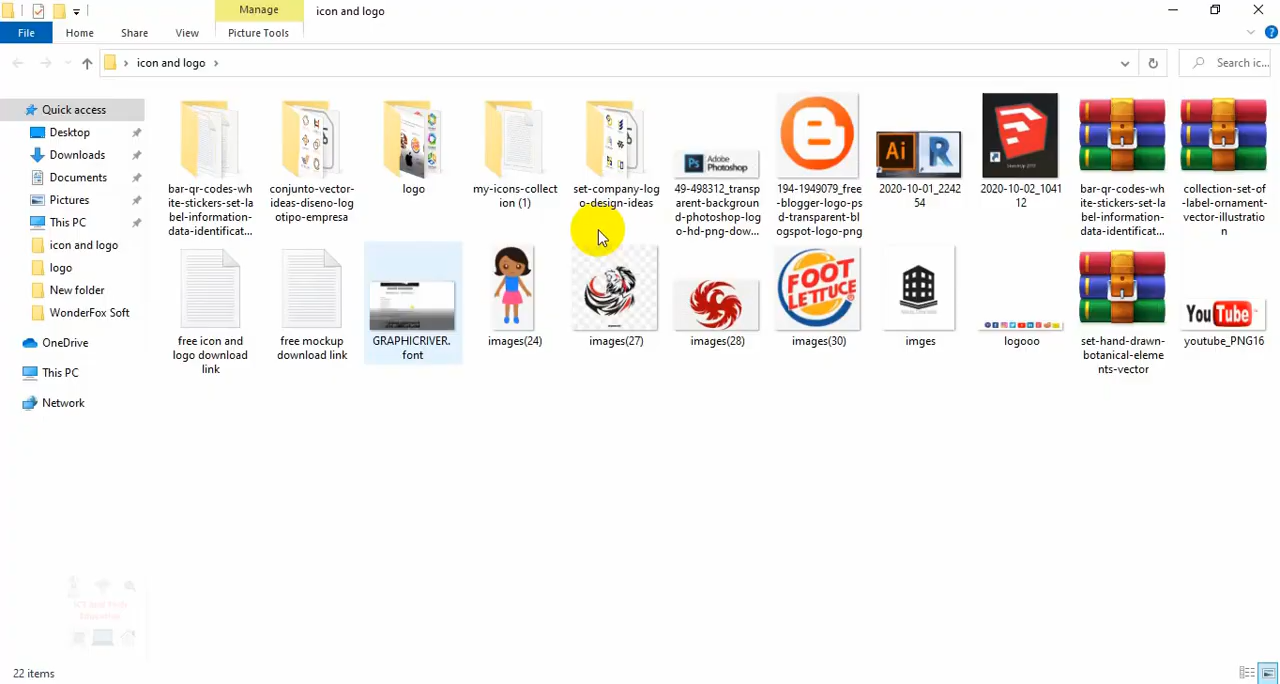 Manage
icon and logo
File
Home
Share
View
Picture Tools
icon and logo
Search ic...
Quick access
Desktop
Downloads
Documents
Pictures
This PC
icon and logo
logo
New folder
WonderFox Soft
OneDrive
This PC
Network
bar-qr-codes-wh
ite-stickers-set-la
bel-information-
data-identificat...
conjunto-vector-
ideas-diseno-log
otipo-empresa
logo
my-icons-collect
ion (1)
set-company-log
o-design-ideas
Adobe
Photoshop
Ps
49-498312_transp
arent-backgroun
d-photoshop-log
o-hd-png-dow...
194-1949079_free
-blogger-logo-ps
d-transparent-bl
ogspot-logo-png
Ai
R
2020-10-01_2242
54
2020-10-02_1041
12
bar-qr-codes-wh
ite-stickers-set-la
bel-information-
data-identificat...
collection-set-of
-label-ornament-
vector-illustratio
n
free icon and
logo download
link
free mockup
download link
GRAPHICRIVER.
font
images(24)
images(27)
images(28)
FOOT
LETTUCE
images(30)
imges
logooo
set-hand-drawn-
botanical-eleme
nts-vector
YouTube
youtube_PNG16
22 items